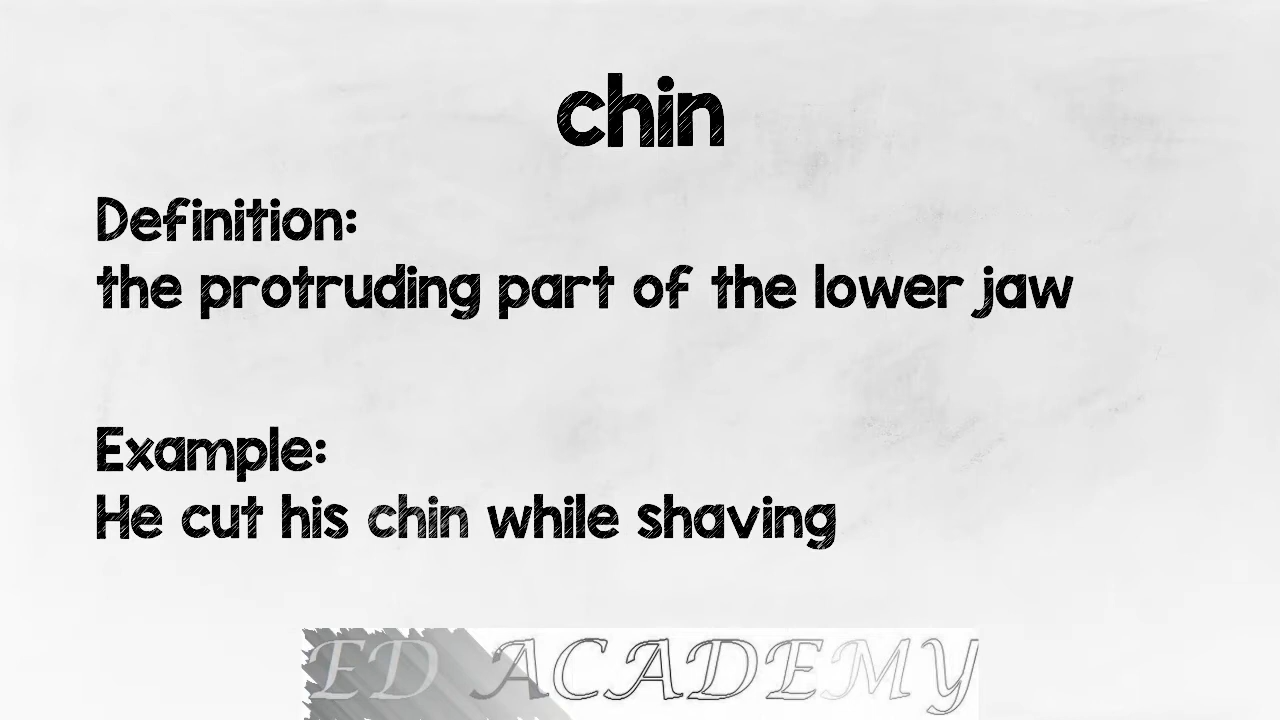 chin
Definition:
the protruding part of the lower jaw
Example:
He cut his chin while shaving
ED ACADEMY